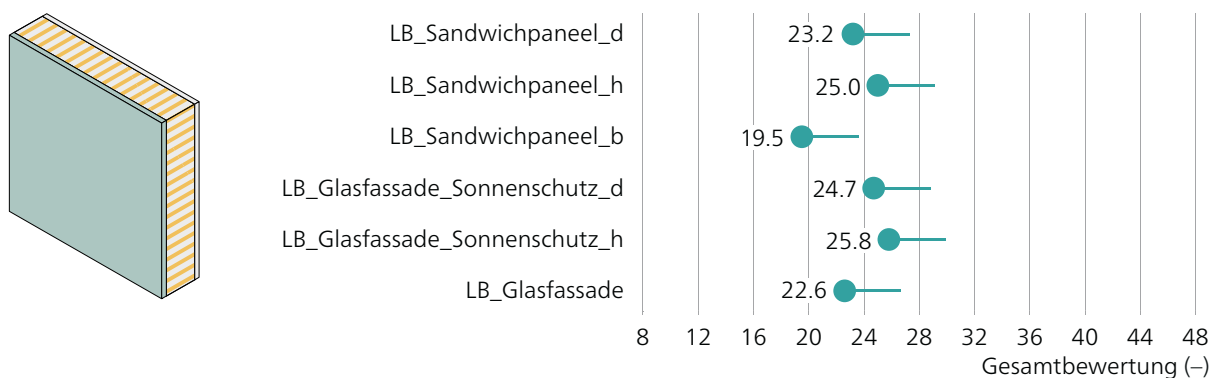 LB_Sandwichpaneel_d 23.2
LB_Sandwichpaneel_h 25.0
LB_Sandwichpaneel_b 19.5
LB_Glasfassade_Sonnenschutz_d 24.7
LB_Glasfassade_Sonnenschutz_h 25.8
LB_Glasfassade 22.6
8 12 16 20 24 28 32 36 40 44 48
Gesamtbewertung (–)